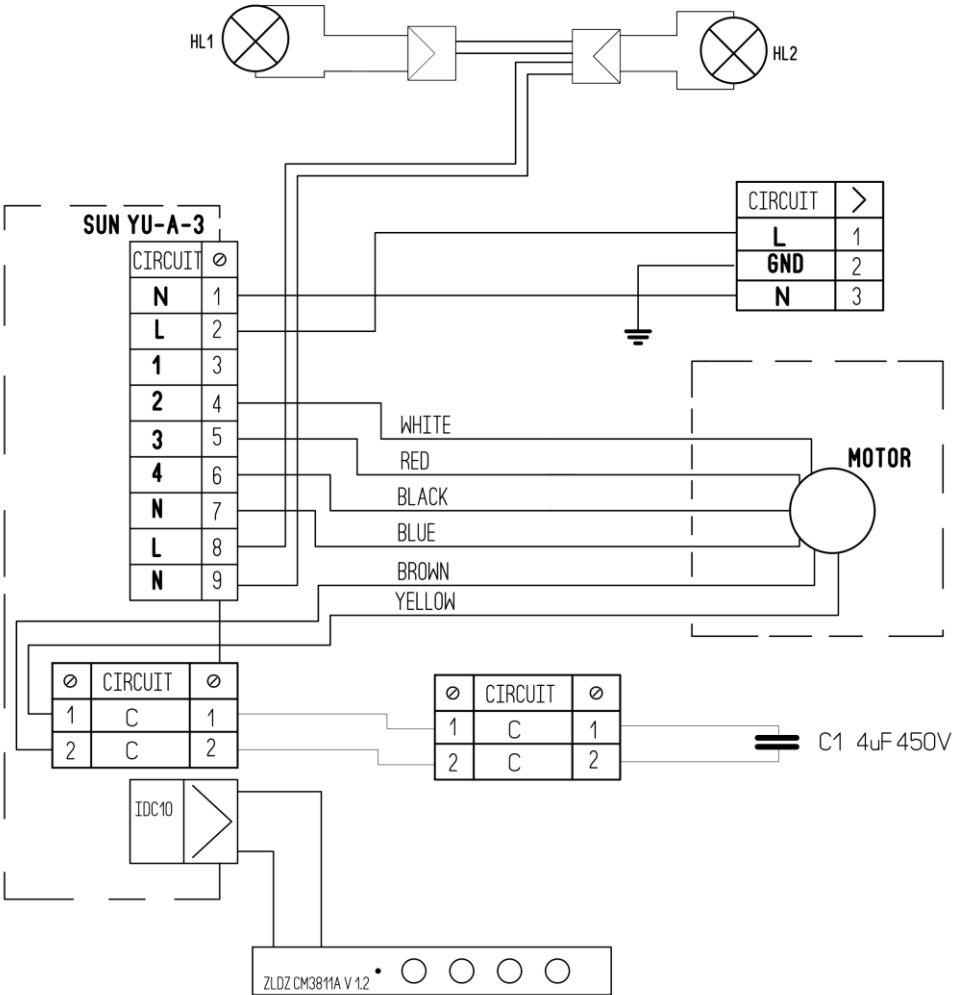 HL1
HL2
SUN YU-A-3
CIRCUIT
N 1
L 2
1 3
2 4
3 5
4 6
N 7
L 8
N 9
CIRCUIT
L 1
GND 2
N 3
WHITE
RED
BLACK
BLUE
BROWN
YELLOW
MOTOR
CIRCUIT
1 C 1
2 C 2
CIRCUIT
1 C 1
2 C 2
C1 4uF 450V
IDC10
ZLDZ CM3811A V 1.2